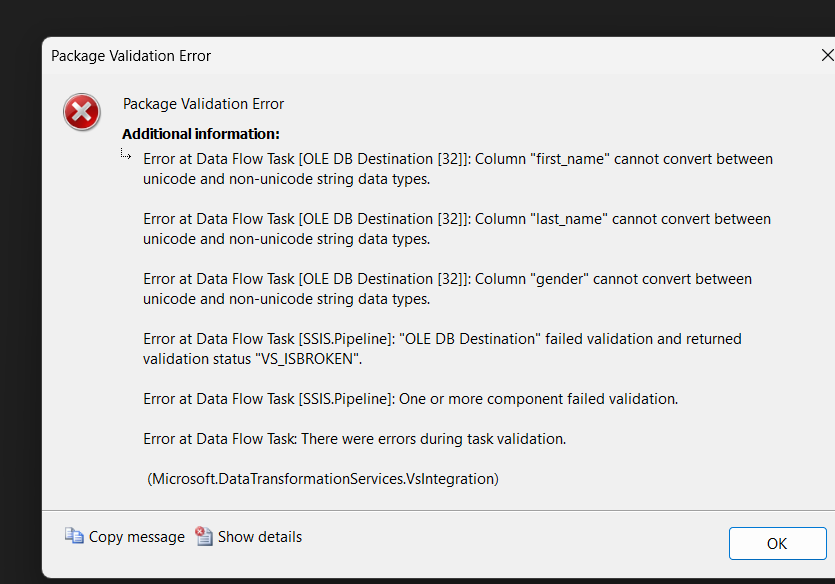 Package Validation Error
Package Validation Error
Additional information:
Error at Data Flow Task [OLE DB Destination [32]]: Column "first_name" cannot convert between
unicode and non-unicode string data types.
Error at Data Flow Task [OLE DB Destination [32]]: Column "last_name" cannot convert between
unicode and non-unicode string data types.
Error at Data Flow Task [OLE DB Destination [32]]: Column "gender" cannot convert between
unicode and non-unicode string data types.
Error at Data Flow Task [SSIS.Pipeline]: "OLE DB Destination" failed validation and returned
validation status "VS_ISBROKEN".
Error at Data Flow Task [SSIS.Pipeline]: One or more component failed validation.
Error at Data Flow Task: There were errors during task validation.
(Microsoft.DataTransformationServices.VsIntegration)
Copy message Show details
OK